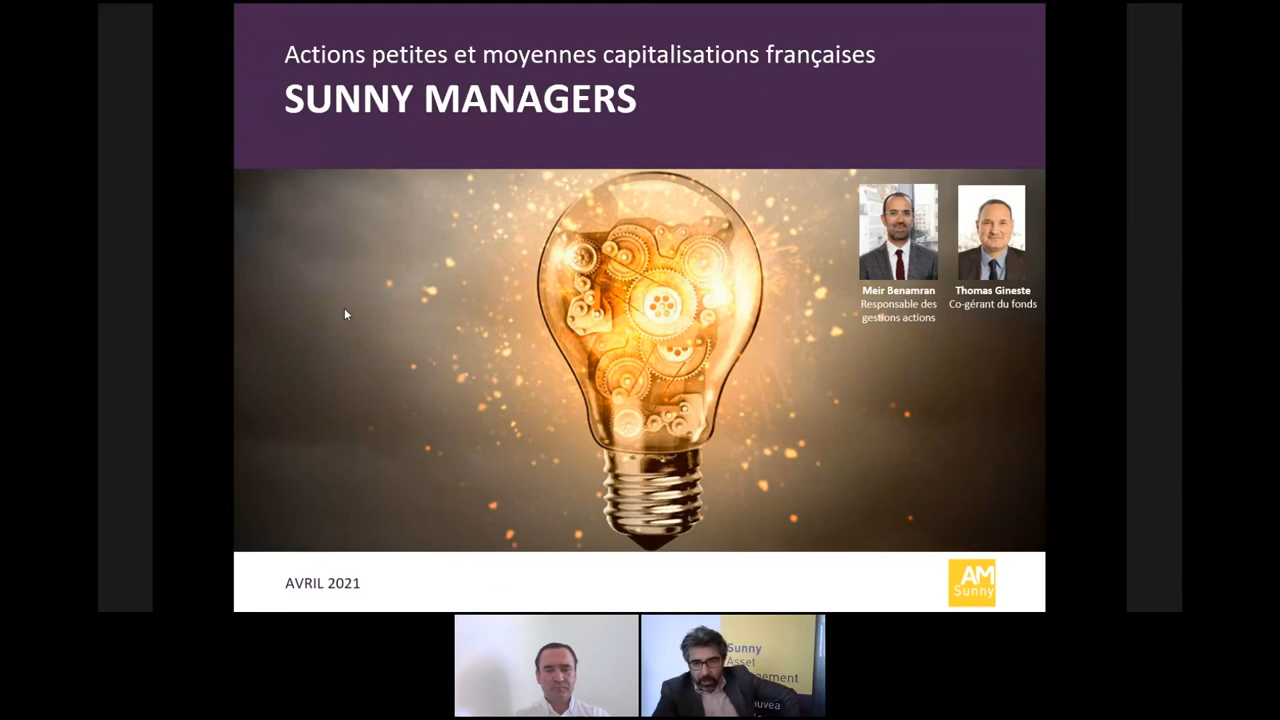 Actions petites et moyennes capitalisations françaises
SUNNY MANAGERS
Meir Benamran
Responsable des
gestions actions
Thomas Gineste
Co-gérant du fonds
AVRIL 2021
AM
Sunny
Sunny
Asset